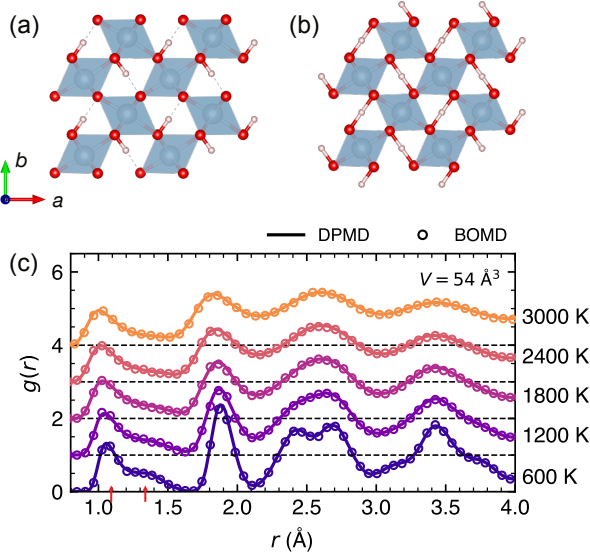 (a)
(b)
b
a
DPMD
BOMD
(c)
V = 54 Å³
6
4
2
0
g(r)
3000 K
2400 K
1800 K
1200 K
600 K
1.0 1.5 2.0 2.5 3.0 3.5 4.0
r (Å)